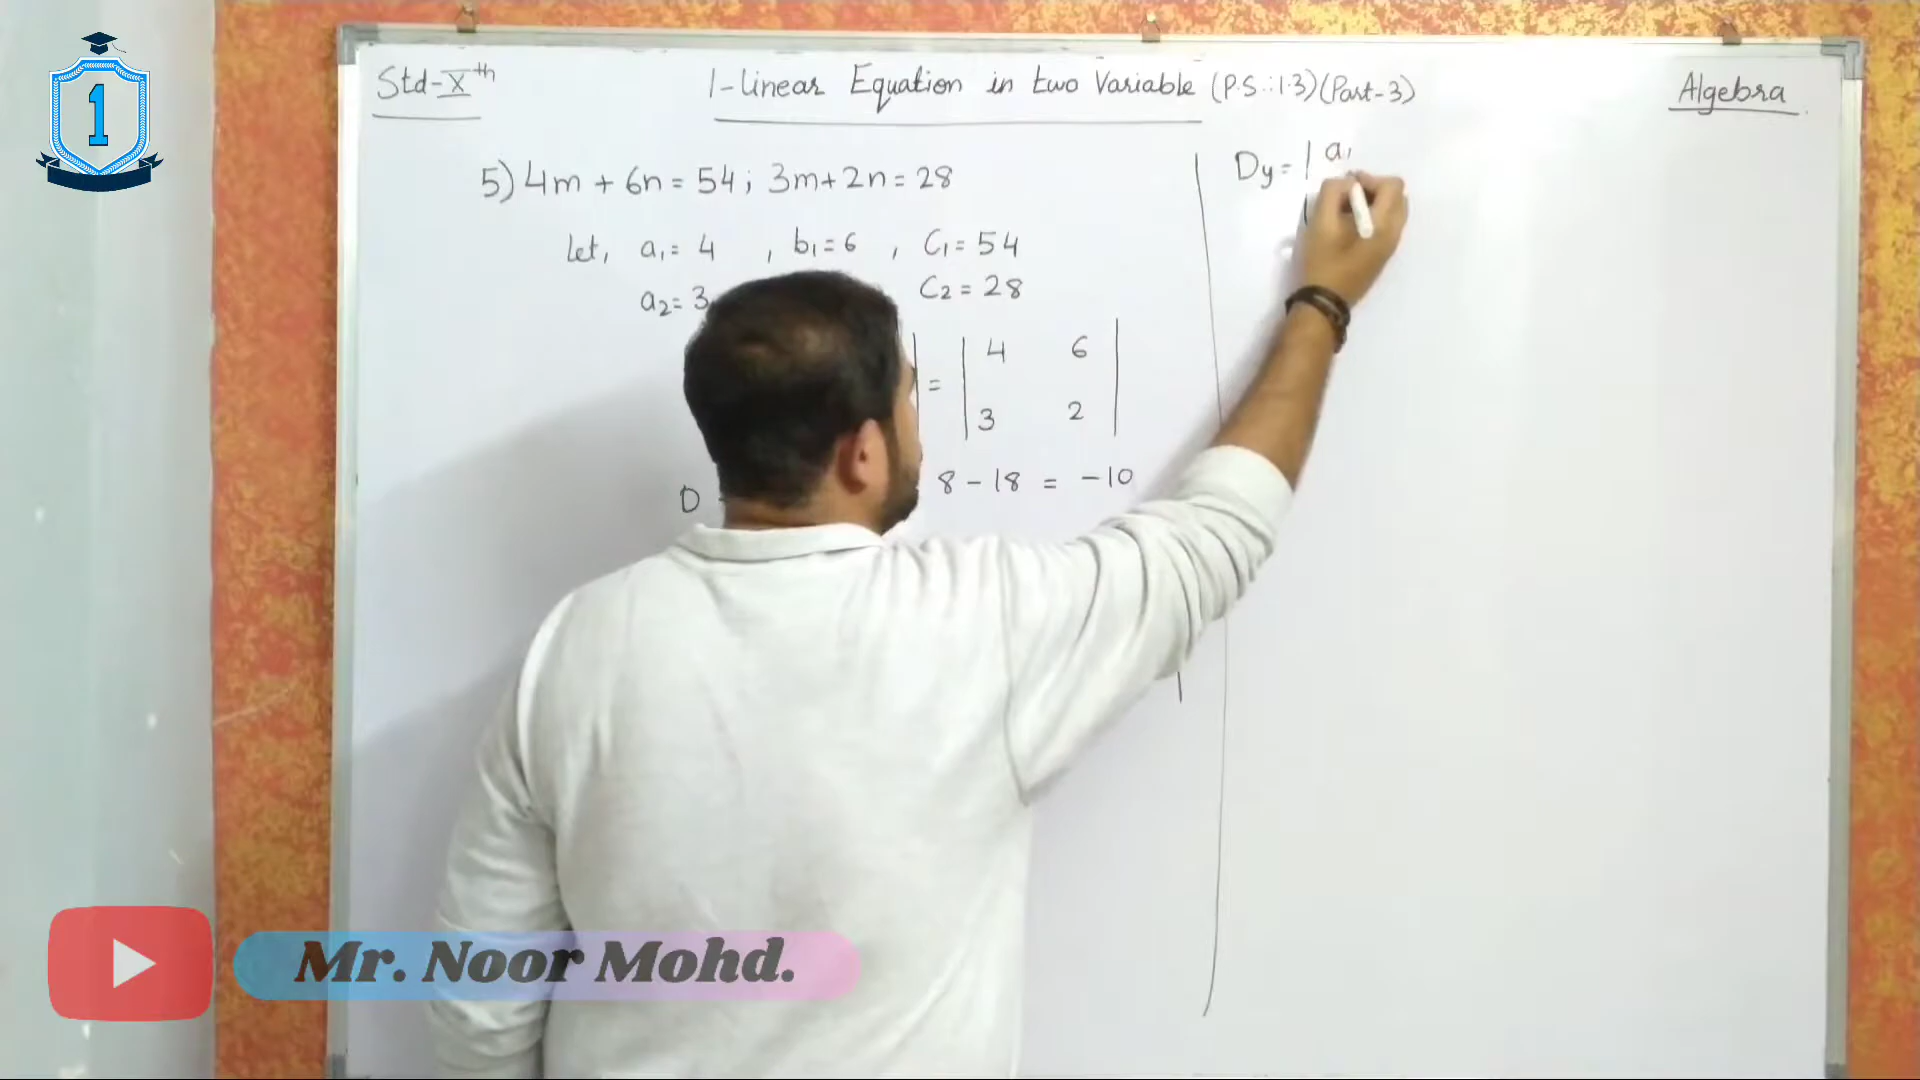 1
Std-Xth
1-Linear Equation in two Variable (P.S.:1.3)(Part-3)
Algebra
5) 4m + 6n = 54 ; 3m + 2n = 28
let, a1 = 4 , b1 = 6 , C1 = 54
a2 = 3 C2 = 28
= | 4 6 |
| 3 2 |
D 8 - 18 = -10
Dy = | a1
Mr. Noor Mohd.